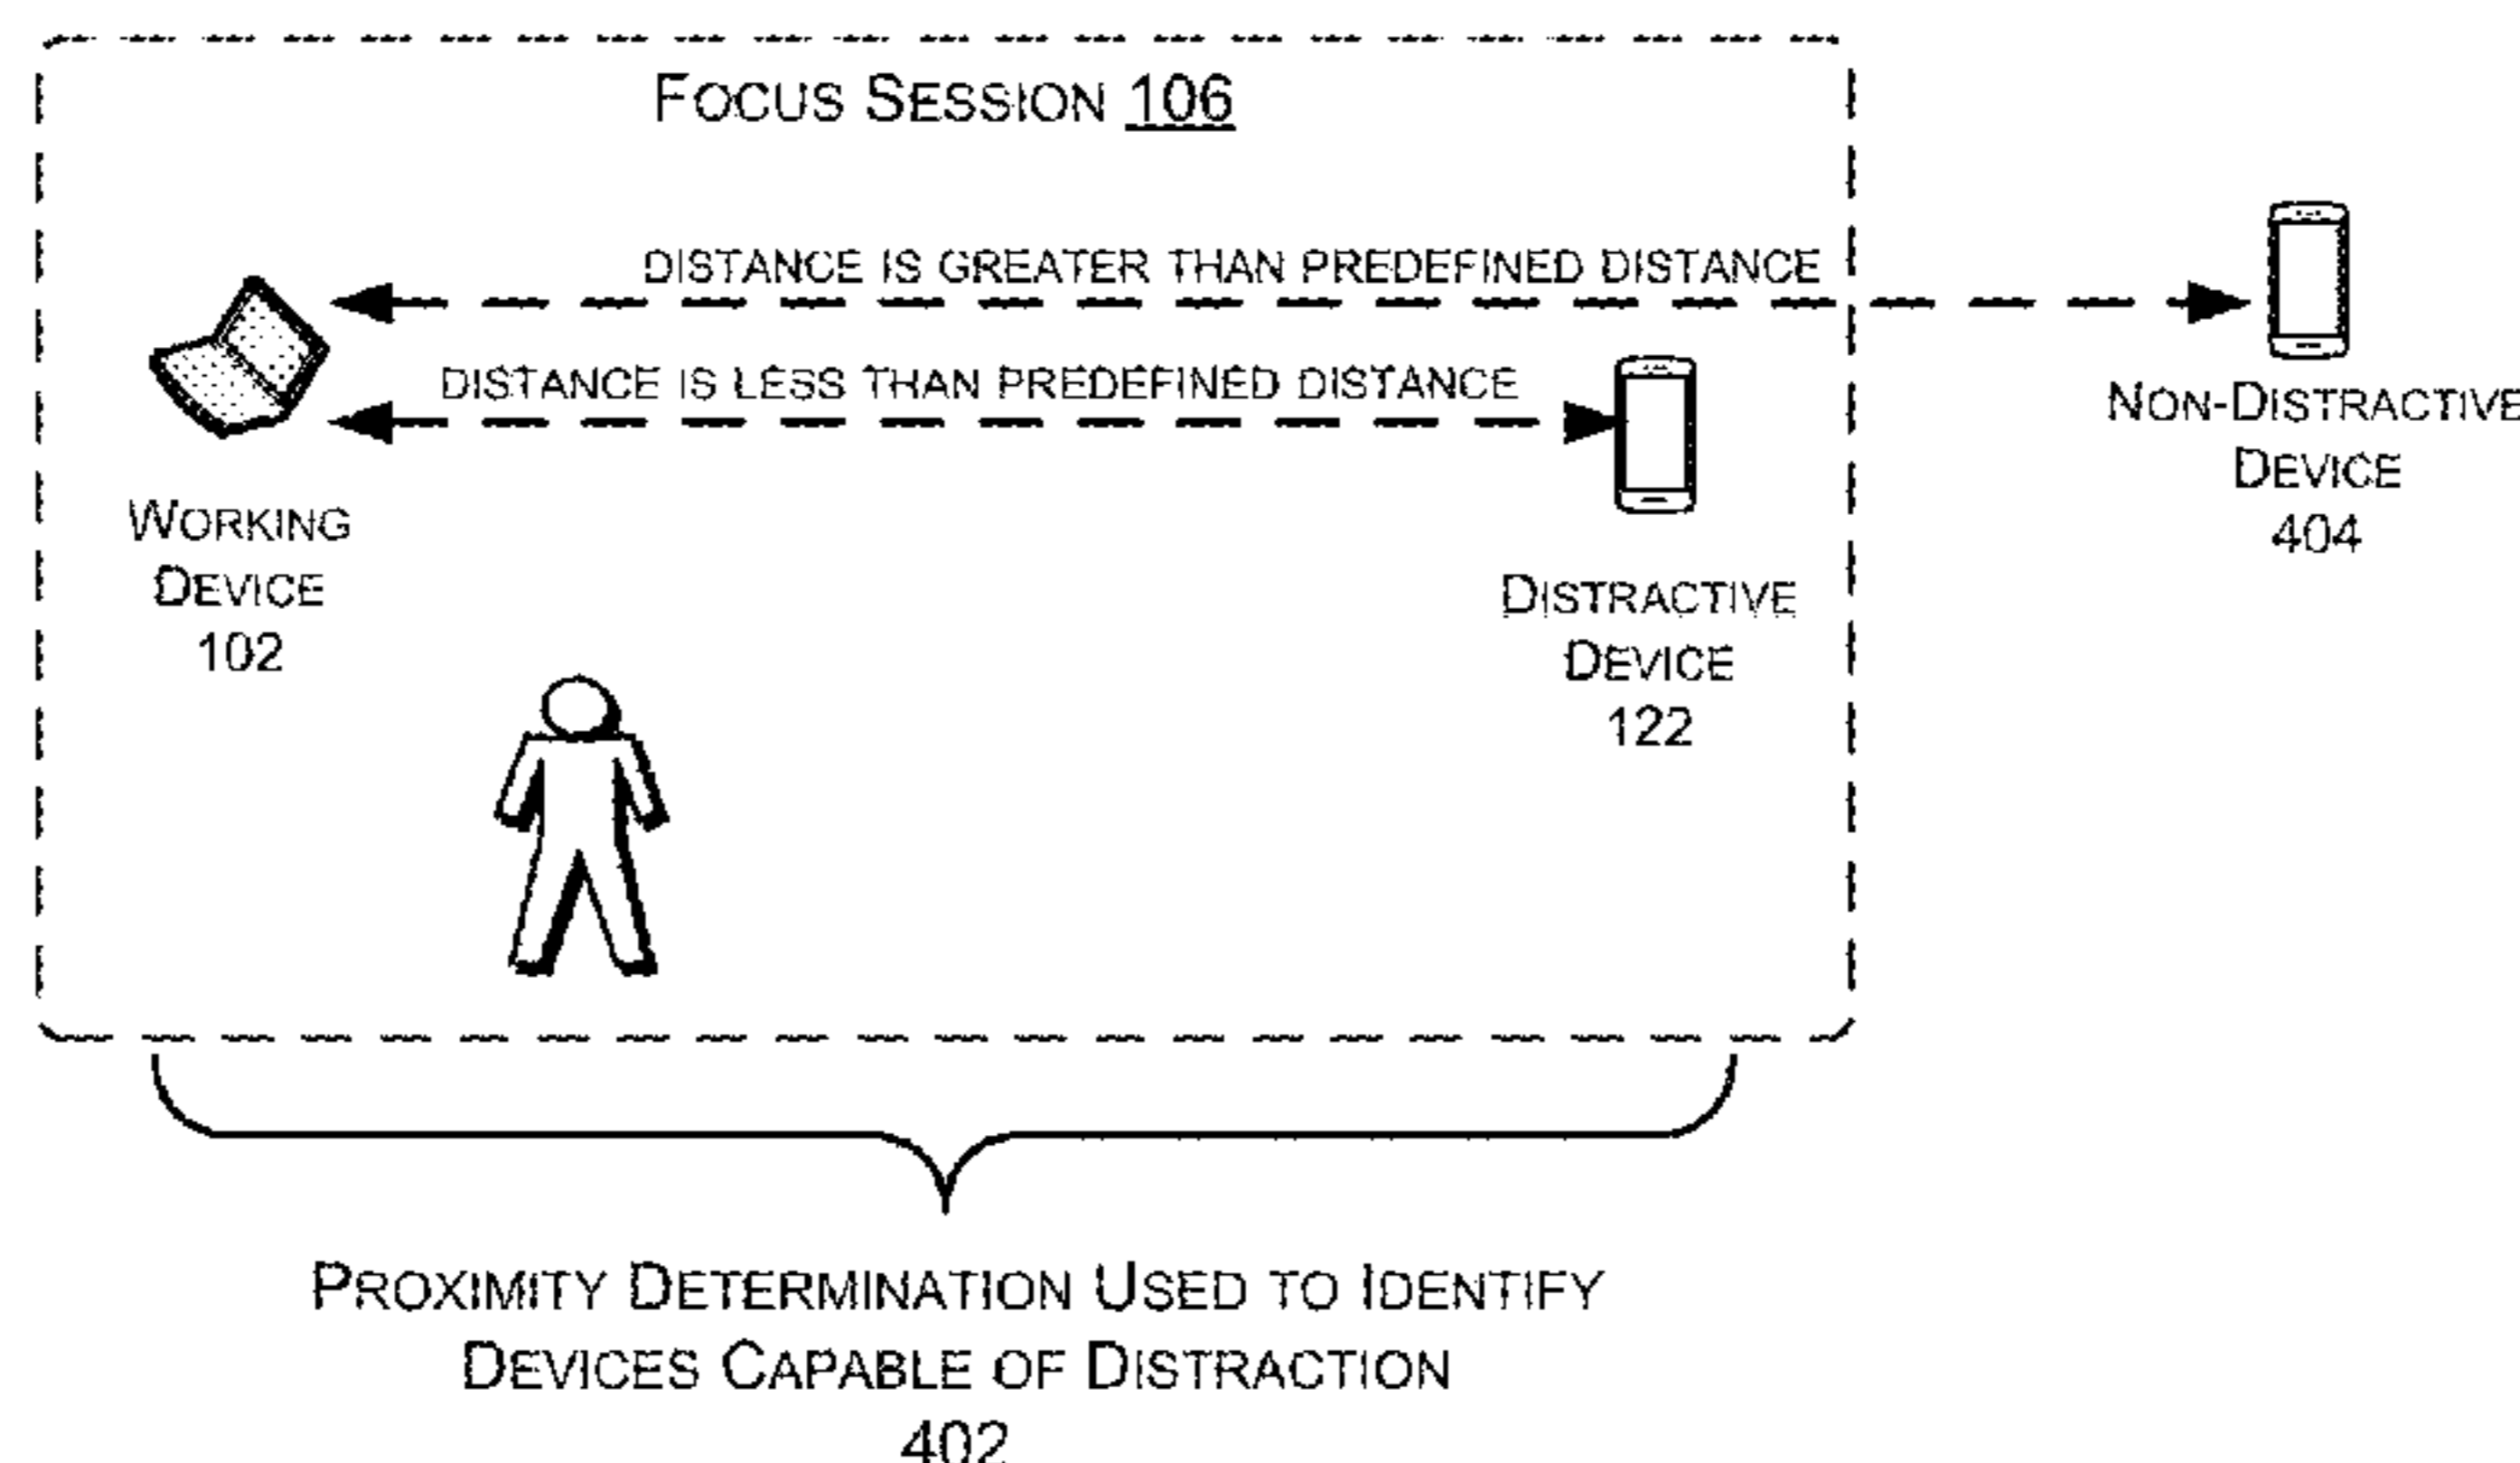 FOCUS SESSION 106
DISTANCE IS GREATER THAN PREDEFINED DISTANCE
DISTANCE IS LESS THAN PREDEFINED DISTANCE
WORKING
DEVICE
102
DISTRACTIVE
DEVICE
122
NON-DISTRACTIVE
DEVICE
404
PROXIMITY DETERMINATION USED TO IDENTIFY
DEVICES CAPABLE OF DISTRACTION
402